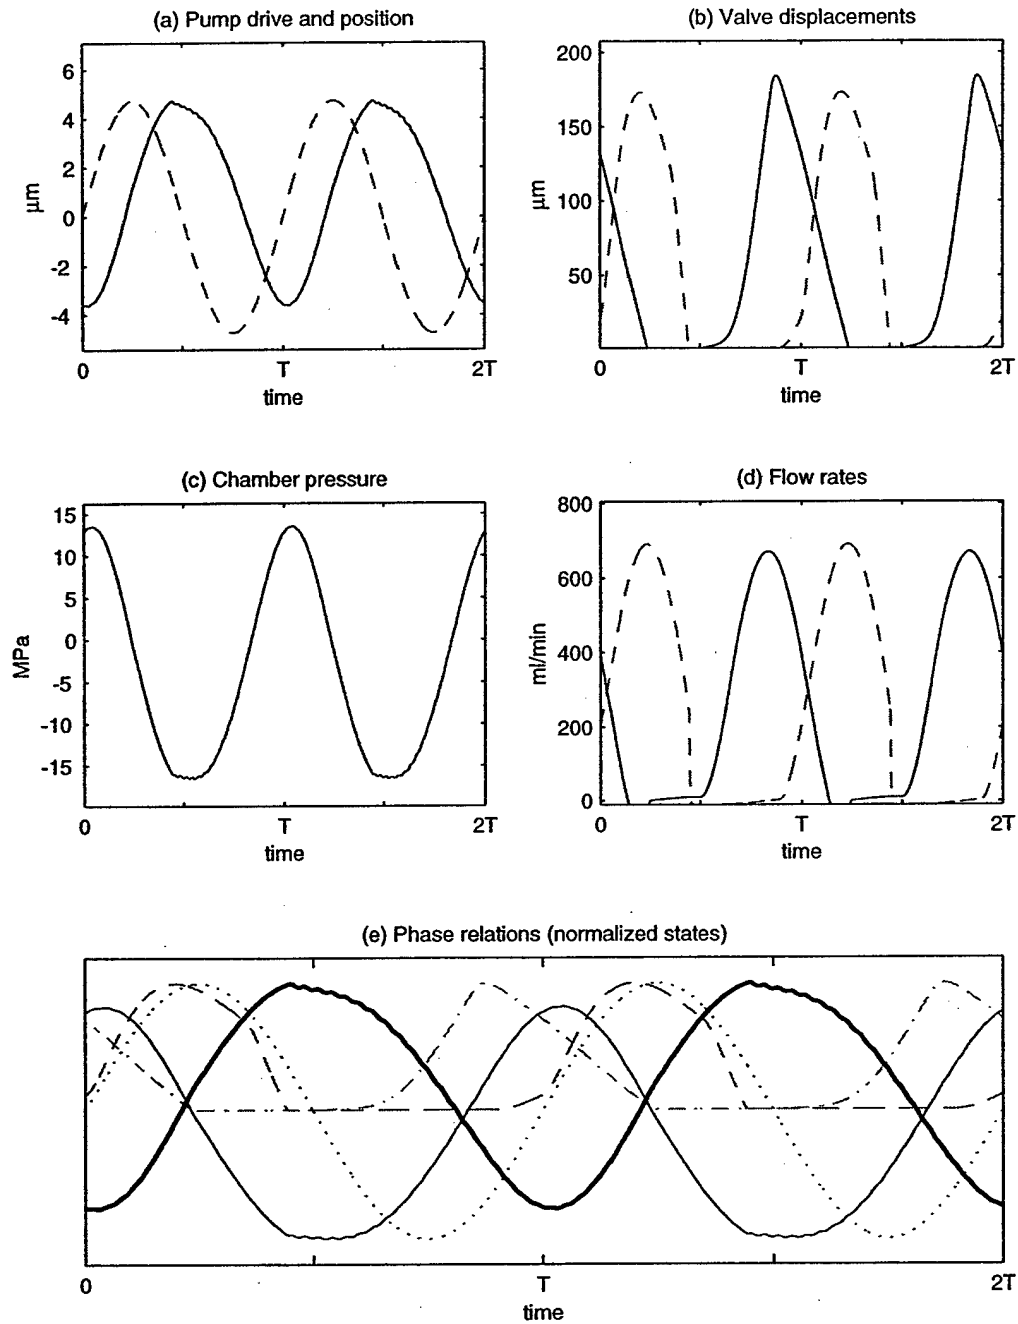 (a) Pump drive and position
6
4
2
0
-2
-4
μm
0
T
2T
time
(b) Valve displacements
200
150
100
50
μm
0
T
2T
time
(c) Chamber pressure
15
10
5
0
-5
-10
-15
MPa
0
T
2T
time
(d) Flow rates
800
600
400
200
0
ml/min
0
T
2T
time
(e) Phase relations (normalized states)
0
T
2T
time